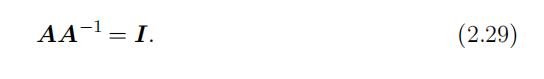 AA⁻¹ = I. (2.29)